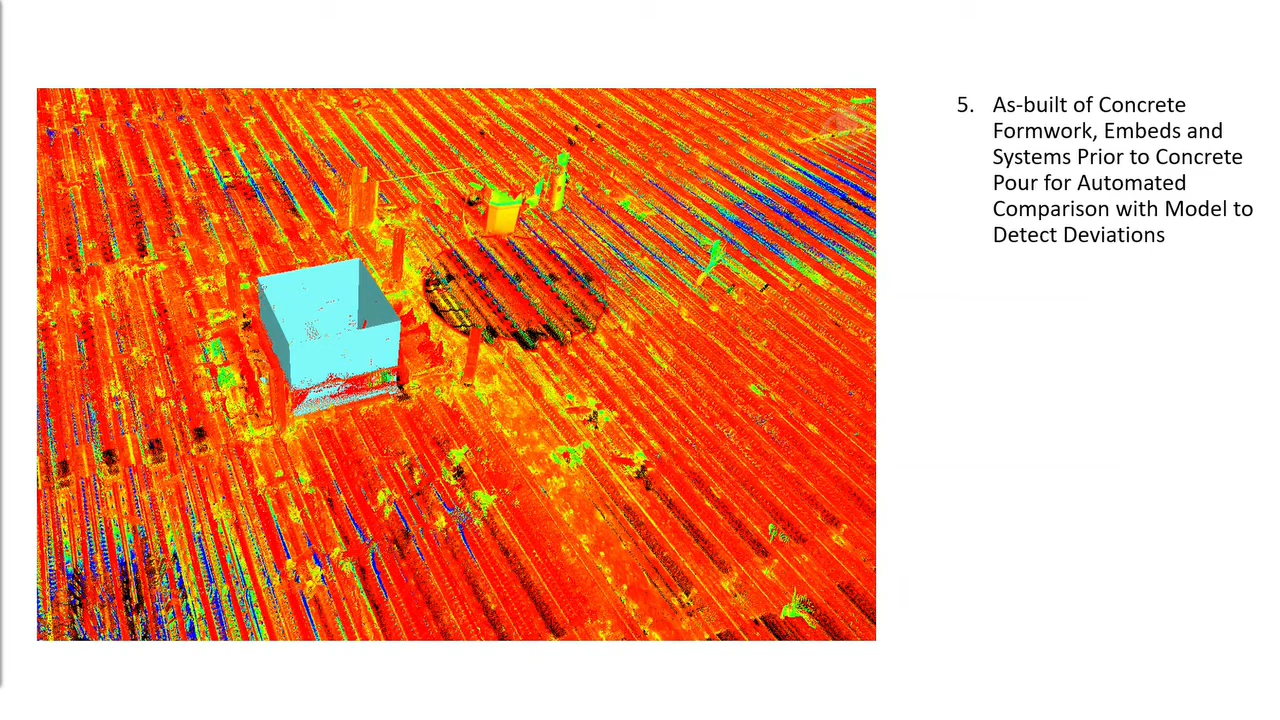 5. As-built of Concrete
Formwork, Embeds and
Systems Prior to Concrete
Pour for Automated
Comparison with Model to
Detect Deviations